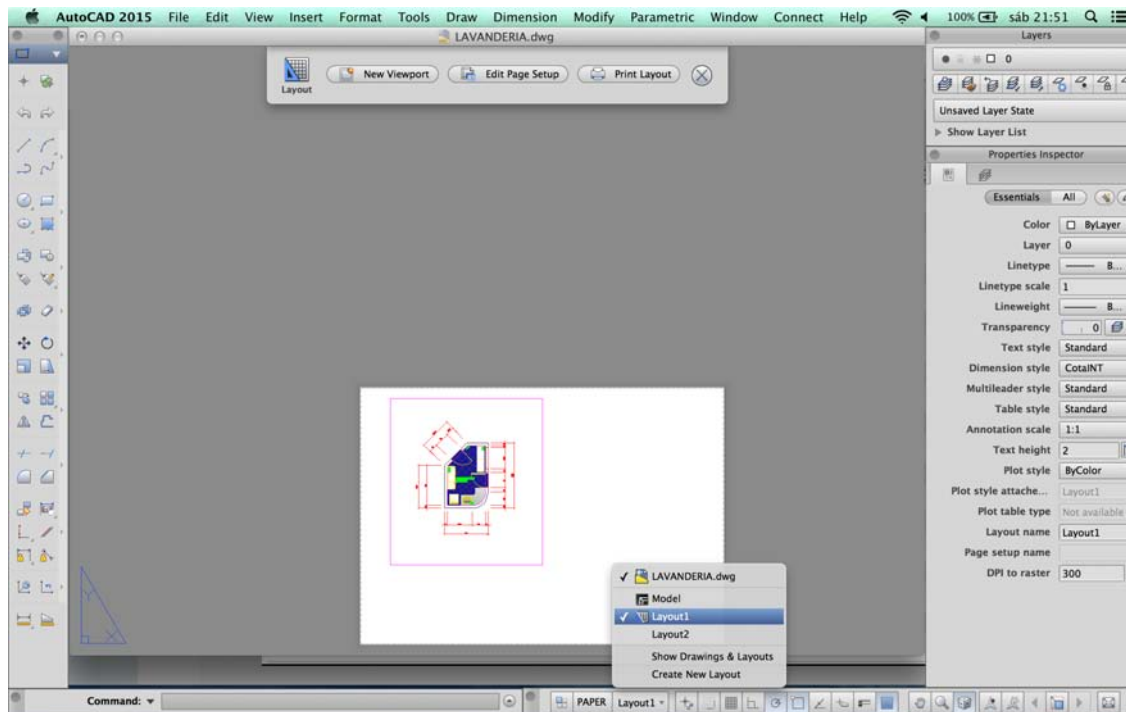 AutoCAD 2015 File Edit View Insert Format Tools Draw Dimension Modify Parametric Window Connect Help 100% sáb 21:51
LAVANDERIA.dwg
Layers
0
Layout
New Viewport
Edit Page Setup
Print Layout
Unsaved Layer State
Show Layer List
Properties Inspector
Essentials All
Color ByLayer
Layer 0
Linetype B...
Linetype scale 1
Lineweight B...
Transparency 0
Text style Standard
Dimension style CotaINT
Multileader style Standard
Table style Standard
Annotation scale 1:1
Text height 2
Plot style ByColor
Plot style attache... Layout1
Plot table type Not available
Layout name Layout1
Page setup name
DPI to raster 300
✓ LAVANDERIA.dwg
Model
✓ Layout1
Layout2
Show Drawings & Layouts
Create New Layout
Y
X
Command:
PAPER Layout1